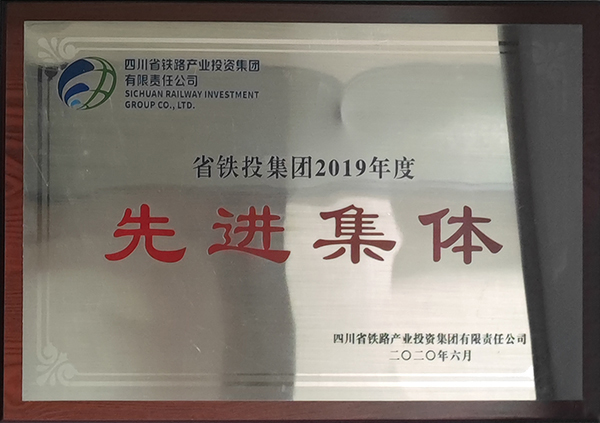 四川省铁路产业投资集团
有限责任公司
SICHUAN RAILWAY INVESTMENT
GROUP CO., LTD.
省铁投集团2019年度
先进集体
四川省铁路产业投资集团有限责任公司
二〇二〇年六月